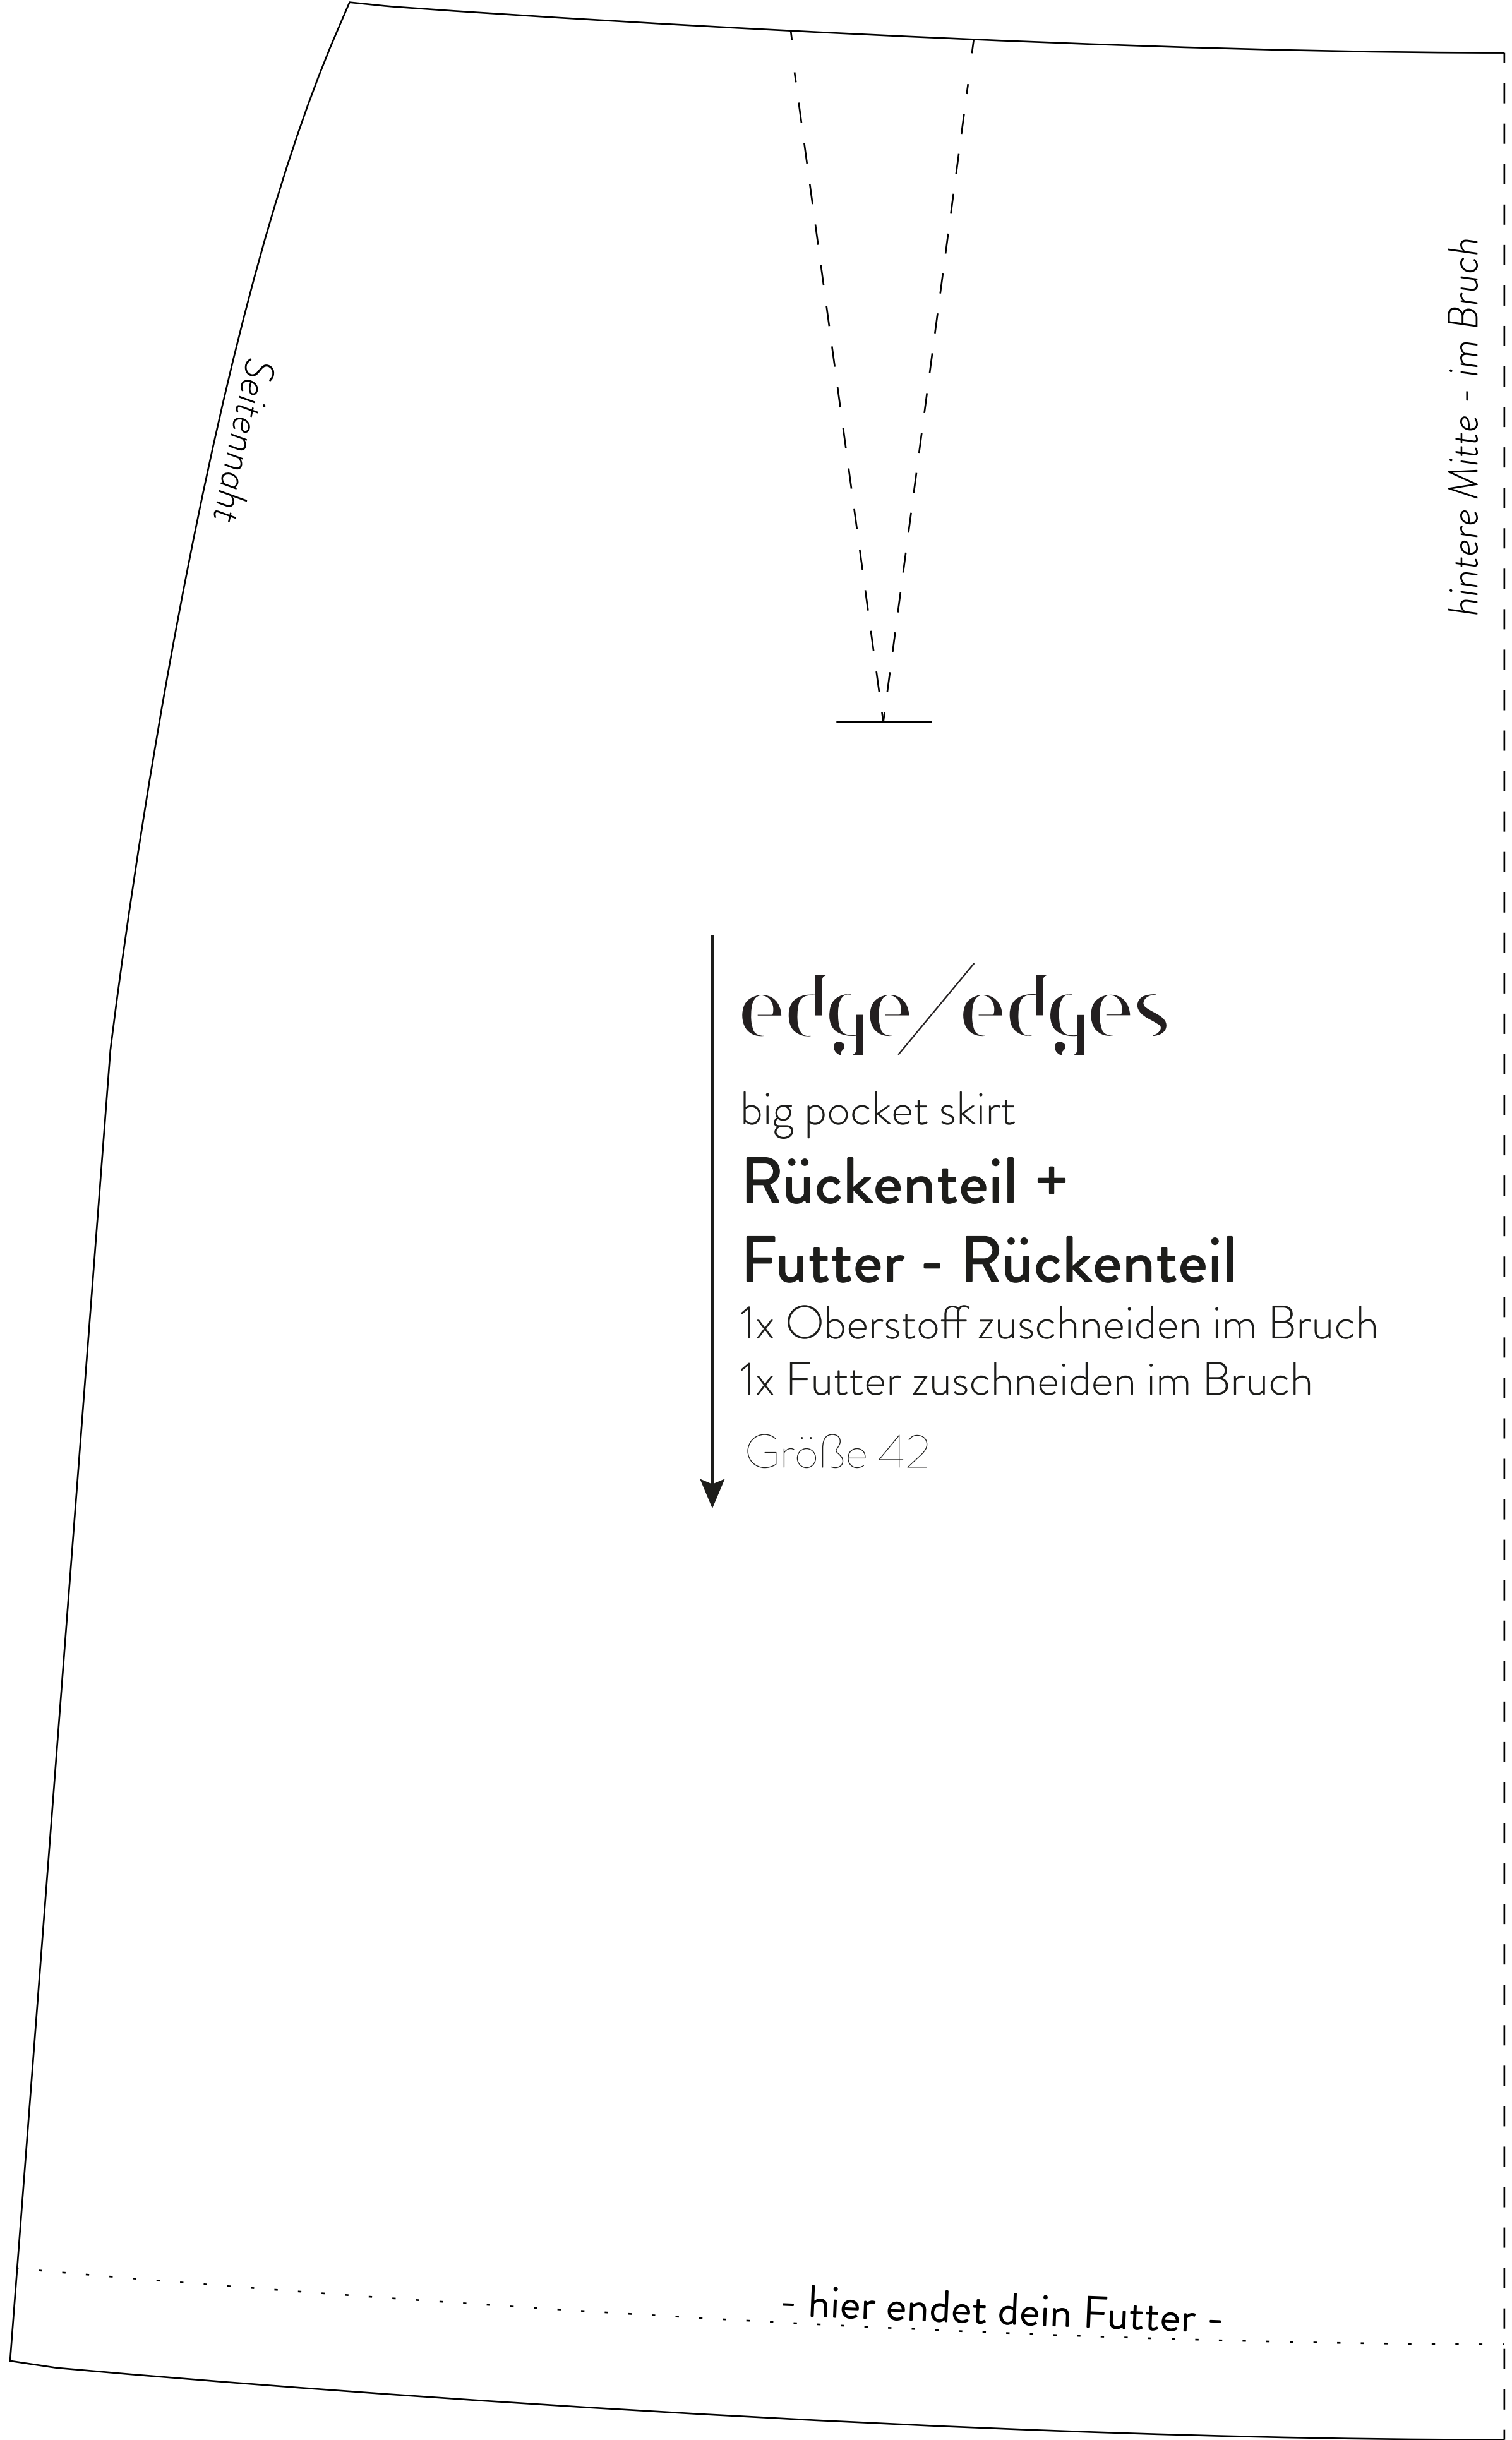 hintere Mitte - im Bruch
Seitennaht
edge/edges
big pocket skirt
Rückenteil +
Futter - Rückenteil
1x Oberstoff zuschneiden im Bruch
1x Futter zuschneiden im Bruch
Größe 42
- hier endet dein Futter -